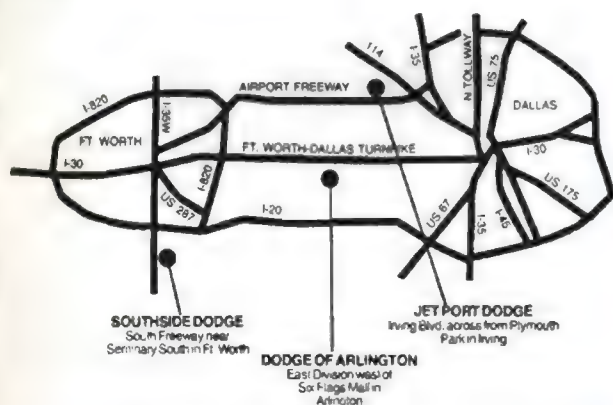 114
I-35
N TOLLWAY
US 75
I-820
I-35W
AIRPORT FREEWAY
DALLAS
FT. WORTH
FT. WORTH-DALLAS TURNPIKE
I-30
I-30
I-820
US 287
I-20
US 67
I-35
I-45
US 175
SOUTHSIDE DODGE
South Freeway near
Seminary South in Ft. Worth
JET PORT DODGE
Irving Blvd. across from Plymouth
Park in Irving
DODGE OF ARLINGTON
East Division west of
Six Flags Mall in
Arlington